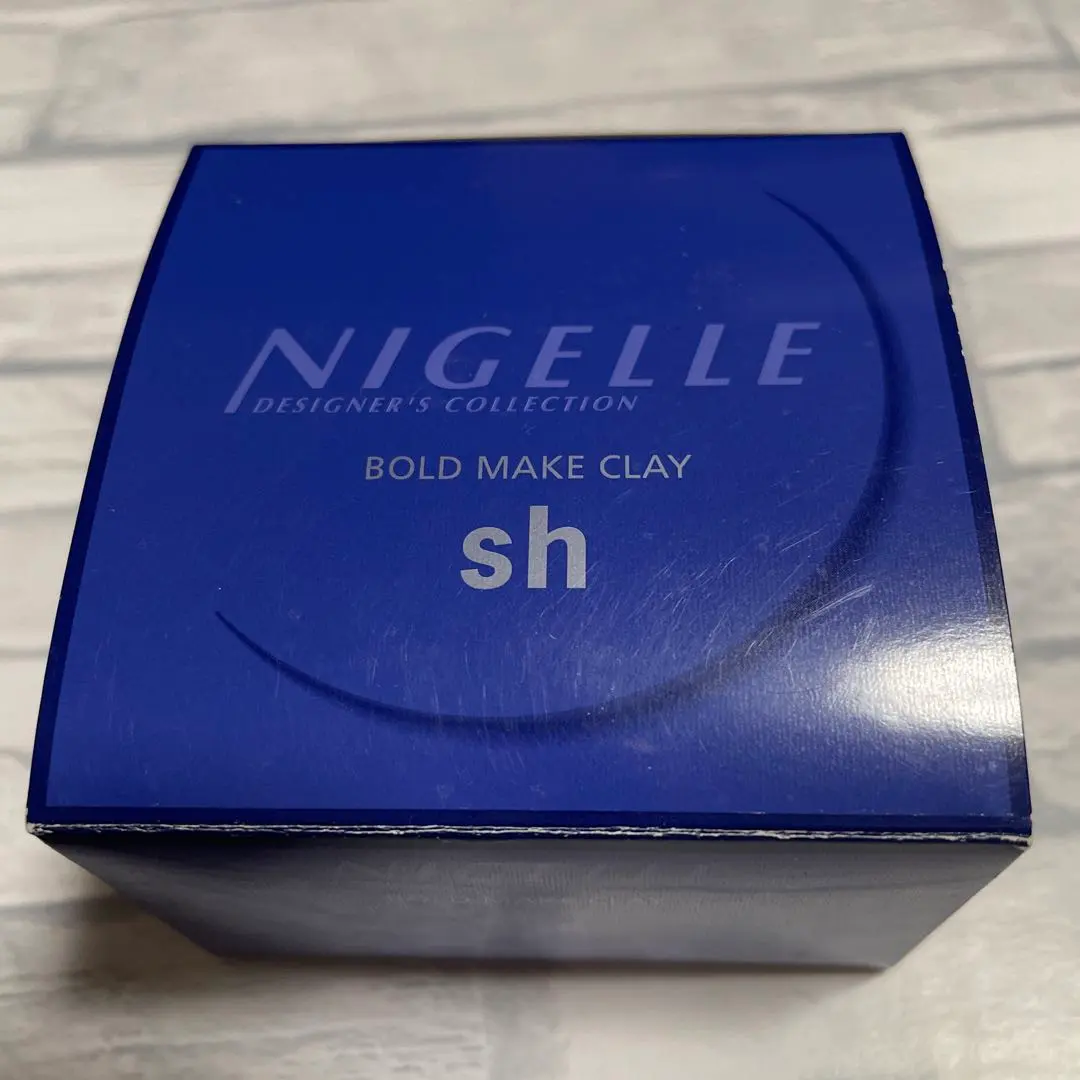 NIGELLE
DESIGNER'S COLLECTION
BOLD MAKE CLAY
sh